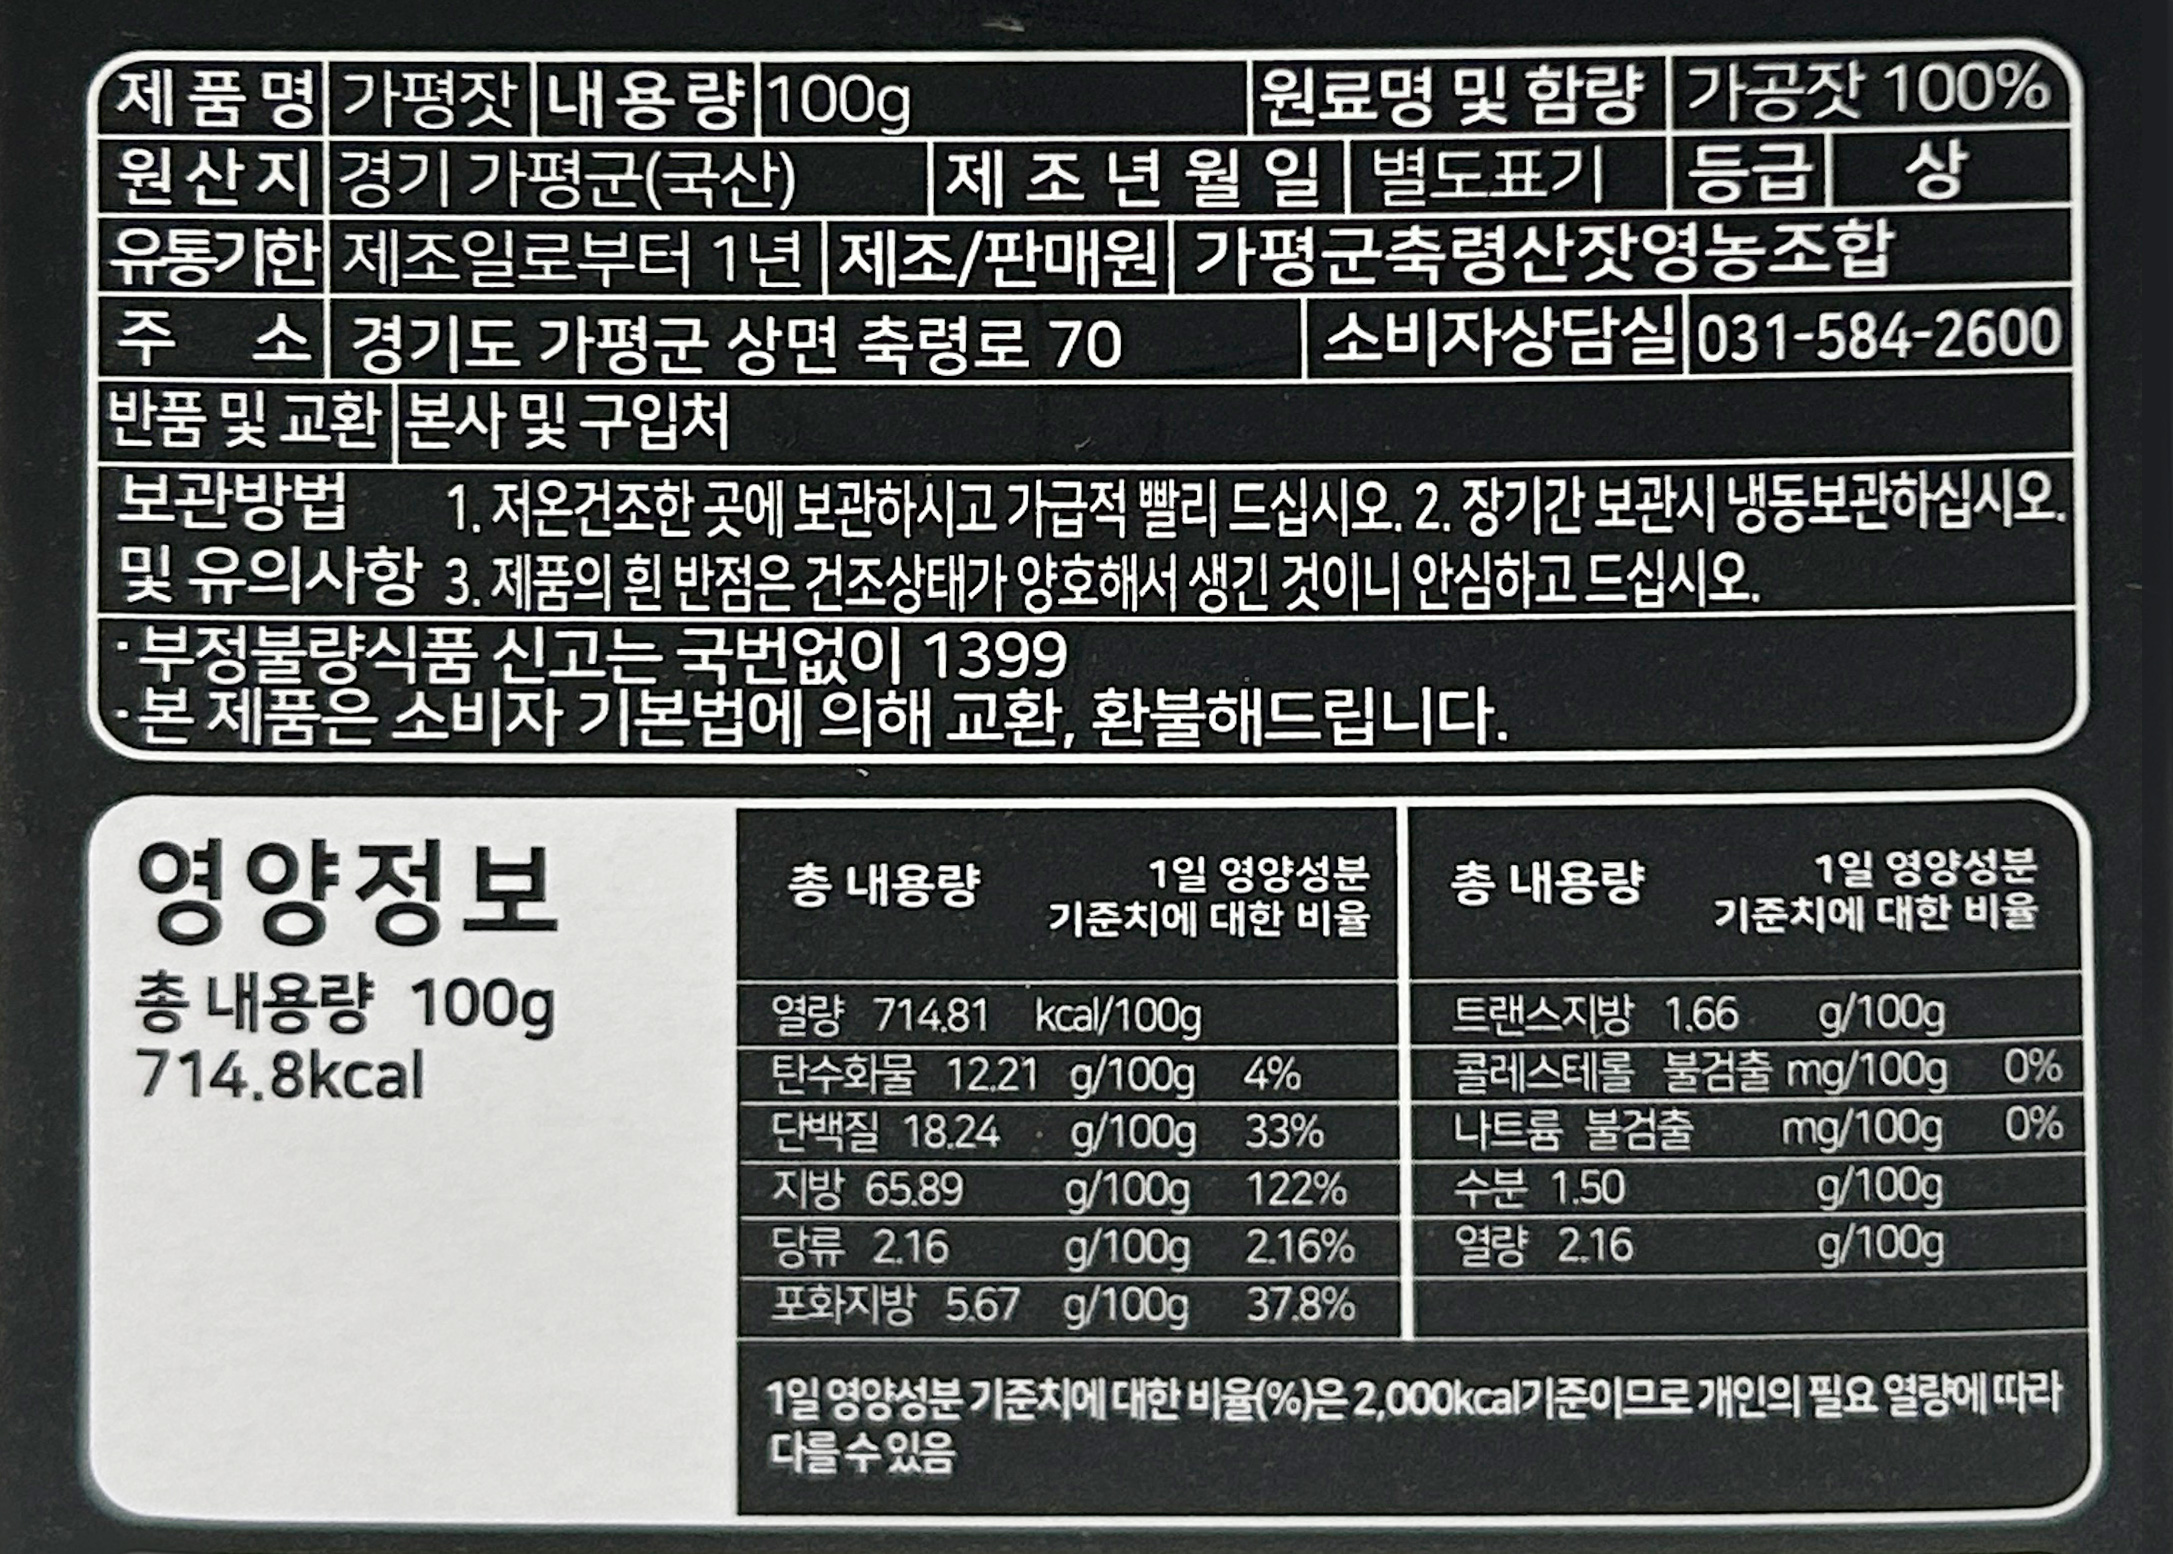 제품명 가평잣 내용량 100g 원료명 및 함량 가공잣 100%
원산지 경기 가평군(국산) 제조년월일 별도표기 등급 상
유통기한 제조일로부터 1년 제조/판매원 가평군축령산잣영농조합
주 소 경기도 가평군 상면 축령로 70 소비자상담실 031-584-2600
반품 및 교환 본사 및 구입처
보관방법 1. 저온건조한 곳에 보관하시고 가급적 빨리 드십시오. 2. 장기간 보관시 냉동보관하십시오.
및 유의사항 3. 제품의 흰 반점은 건조상태가 양호해서 생긴 것이니 안심하고 드십시오.
·부정불량식품 신고는 국번없이 1399
·본 제품은 소비자 기본법에 의해 교환, 환불해드립니다.
영양정보
총 내용량 100g
714.8kcal
총 내용량 1일 영양성분
기준치에 대한 비율
열량 714.81 kcal/100g
탄수화물 12.21 g/100g 4%
단백질 18.24 g/100g 33%
지방 65.89 g/100g 122%
당류 2.16 g/100g 2.16%
포화지방 5.67 g/100g 37.8%
총 내용량 1일 영양성분
기준치에 대한 비율
트랜스지방 1.66 g/100g
콜레스테롤 불검출 mg/100g 0%
나트륨 불검출 mg/100g 0%
수분 1.50 g/100g
열량 2.16 g/100g
1일 영양성분 기준치에 대한 비율(%)은 2,000kcal기준이므로 개인의 필요 열량에 따라
다를 수 있음